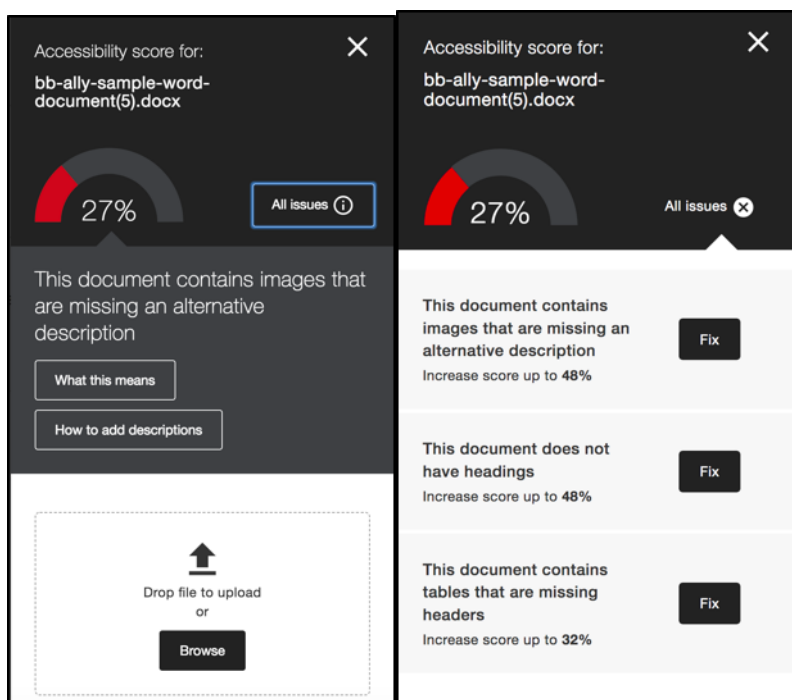 Accessibility score for:
bb-ally-sample-word-
document(5).docx
27%
All issues
This document contains images that
are missing an alternative
description
What this means
How to add descriptions
Drop file to upload
or
Browse
Accessibility score for:
bb-ally-sample-word-
document(5).docx
27%
All issues
This document contains
images that are missing an
alternative description
Increase score up to 48%
Fix
This document does not
have headings
Increase score up to 48%
Fix
This document contains
tables that are missing
headers
Increase score up to 32%
Fix